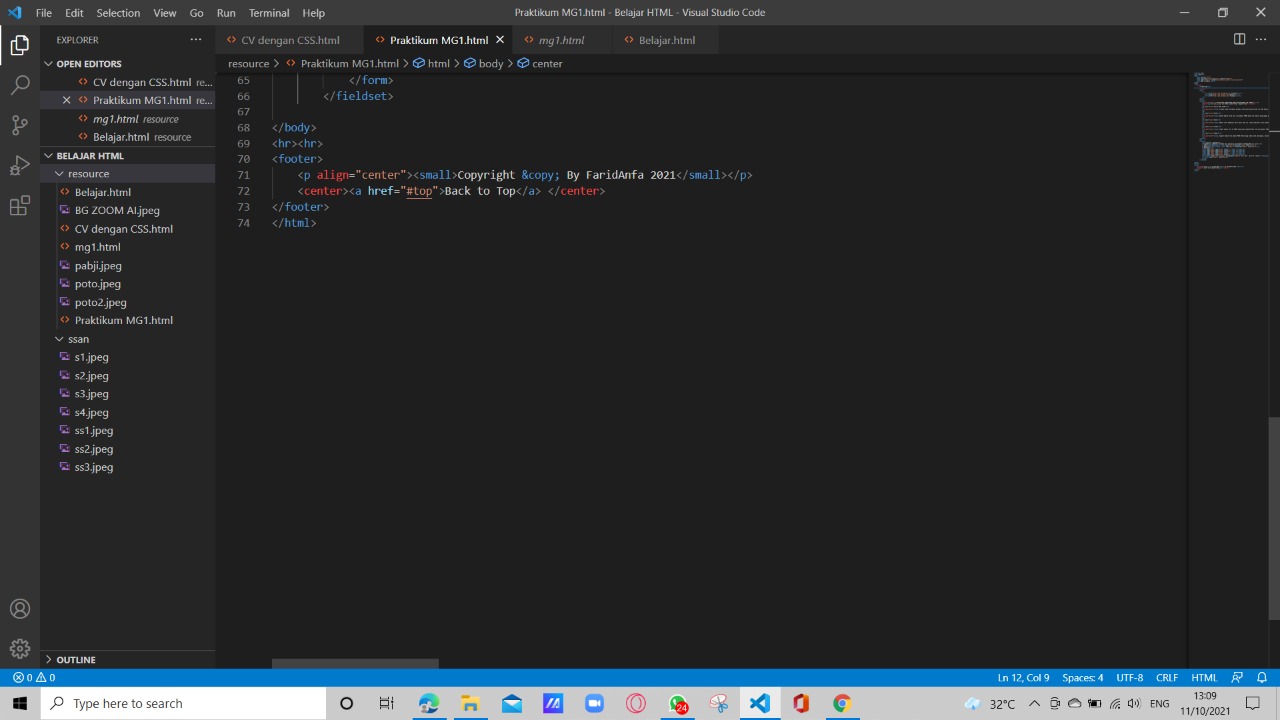 File Edit Selection View Go Run Terminal Help
Praktikum MG1.html - Belajar HTML - Visual Studio Code
EXPLORER
OPEN EDITORS
CV dengan CSS.html re...
Praktikum MG1.html re...
mg1.html resource
Belajar.html resource
BELAJAR HTML
resource
Belajar.html
BG ZOOM AI.jpeg
CV dengan CSS.html
mg1.html
pabji.jpeg
poto.jpeg
poto2.jpeg
Praktikum MG1.html
ssan
s1.jpeg
s2.jpeg
s3.jpeg
s4.jpeg
ss1.jpeg
ss2.jpeg
ss3.jpeg
OUTLINE
CV dengan CSS.html Praktikum MG1.html mg1.html Belajar.html
resource > Praktikum MG1.html > html > body > center
65 </form>
66 </fieldset>
67
68 </body>
69 <hr><hr>
70 <footer>
71 <p align="center"><small>Copyright &cpy; By FaridAnfa 2021</small></p>
72 <center><a href="#top">Back to Top</a> </center>
73 </footer>
74 </html>
0 0
Ln 12, Col 9 Spaces: 4 UTF-8 CRLF HTML
Type here to search
24
32°C
ENG
13:09
11/10/2021